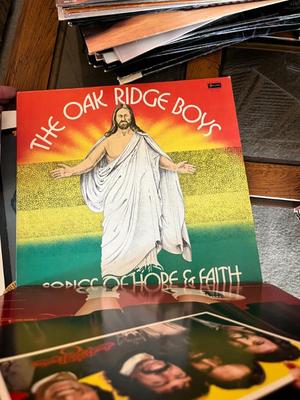 THE OAK RIDGE BOYS
SONGS OF HOPE & FAITH